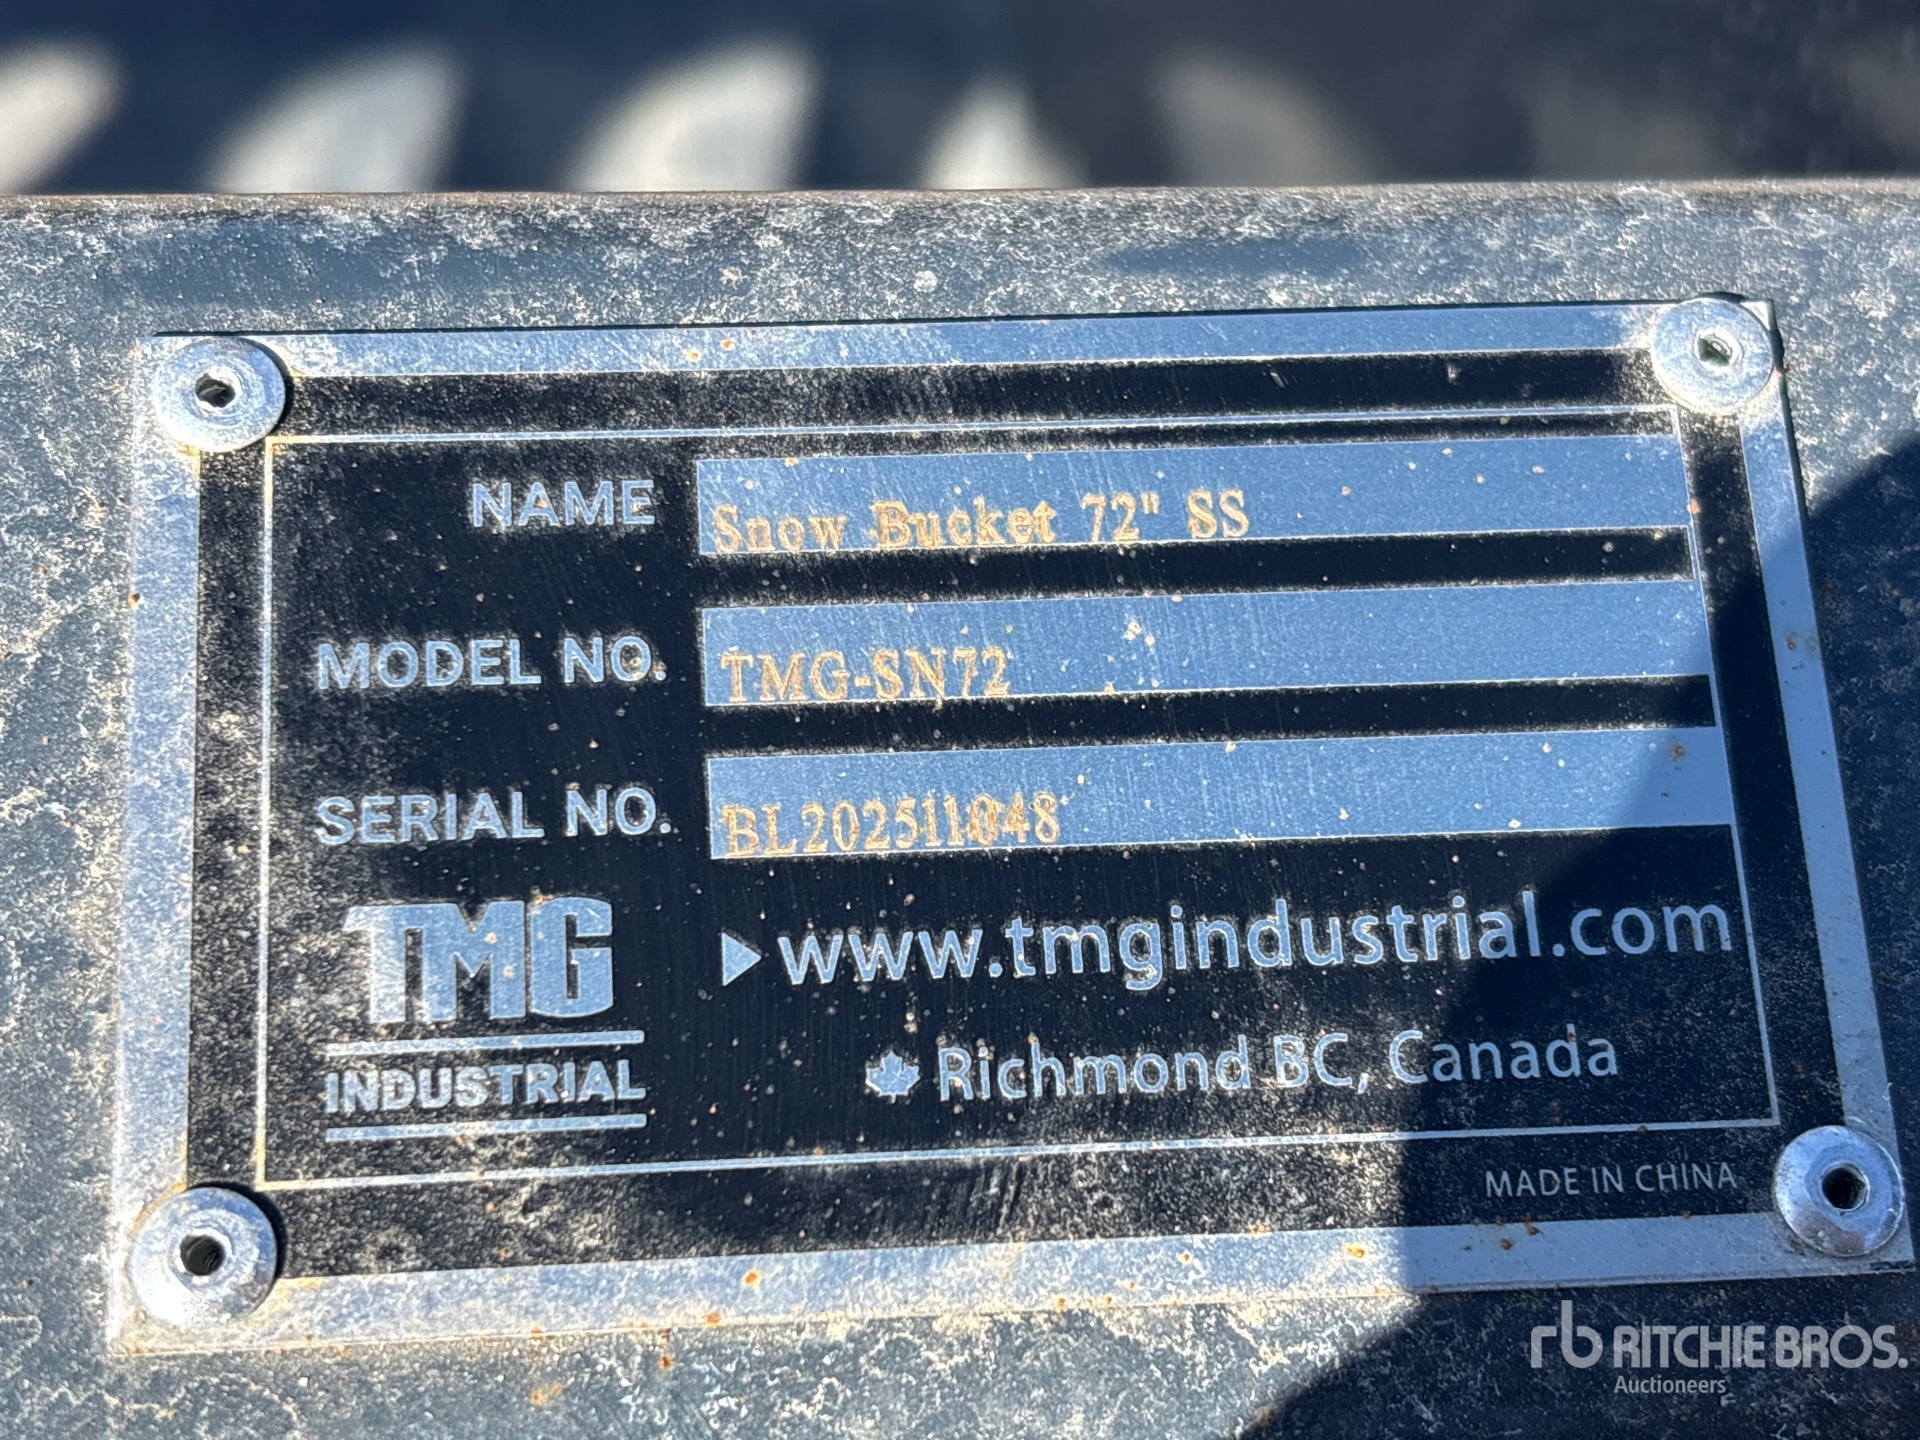 NAME Snow Bucket 72" SS
MODEL NO. TMG-SN72
SERIAL NO. BL202511048
TMG
INDUSTRIAL
www.tmgindustrial.com
Richmond BC, Canada
MADE IN CHINA
rb RITCHIE BROS.
Auctioneers